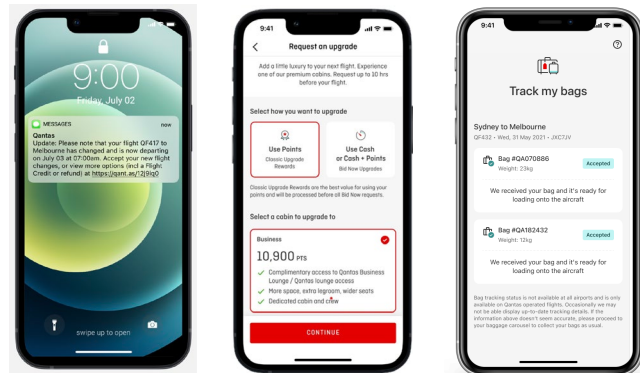 9:00
Friday, July 02
MESSAGES
now
Qantas
Update: Please note that your flight QF417 to
Melbourne has changed and is now departing
on July 03 at 07:00am. Accept your new flight
changes, or view more options (incl a Flight
Credit or refund) at https://qant.as/12j9iq0
swipe up to open
9:41
Request an upgrade
Add a little luxury to your next flight. Experience
one of our premium cabins. Request up to 10 hrs
before your flight.
Select how you want to upgrade
Use Points
Classic Upgrade
Rewards
Use Cash
or Cash + Points
Bid Now Upgrades
Classic Upgrade Rewards are the best value for using your
points and will be processed before all Bid Now requests.
Select a cabin to upgrade to
Business
10,900 PTS
Complimentary access to Qantas Business
Lounge / Qantas lounge access
More space, extra legroom, wider seats
Dedicated cabin and crew
CONTINUE
9:41
Track my bags
Sydney to Melbourne
QF432 • Wed, 31 May 2021 • JXC7JV
Bag #QA070886
Weight: 23kg
Accepted
We received your bag and it's ready for
loading onto the aircraft
Bag #QA182432
Weight: 12kg
Accepted
We received your bag and it's ready for
loading onto the aircraft
Bag tracking status is not available at all airports and is only
available on Qantas operated flights. Occasionally we may
not be able display up-to-date tracking details. If the
information above doesn't seem accurate, please proceed to
your baggage carousel to collect your bags as usual.